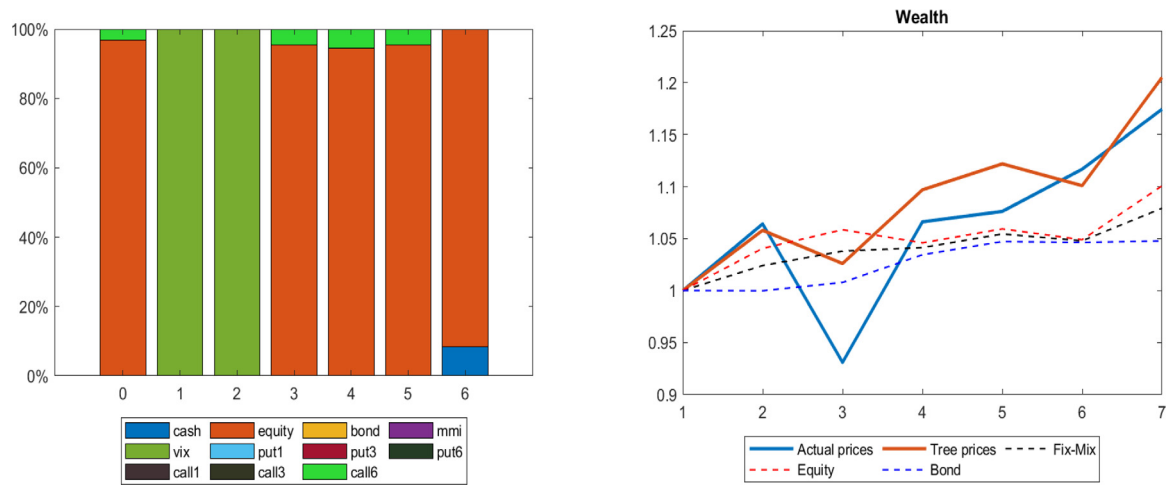 100%
80%
60%
40%
20%
0%
0 1 2 3 4 5 6
cash equity bond mmi
vix put1 put3 put6
call1 call3 call6
Wealth
1.25
1.2
1.15
1.1
1.05
1
0.95
0.9
1 2 3 4 5 6 7
Actual prices Tree prices Fix-Mix
Equity Bond